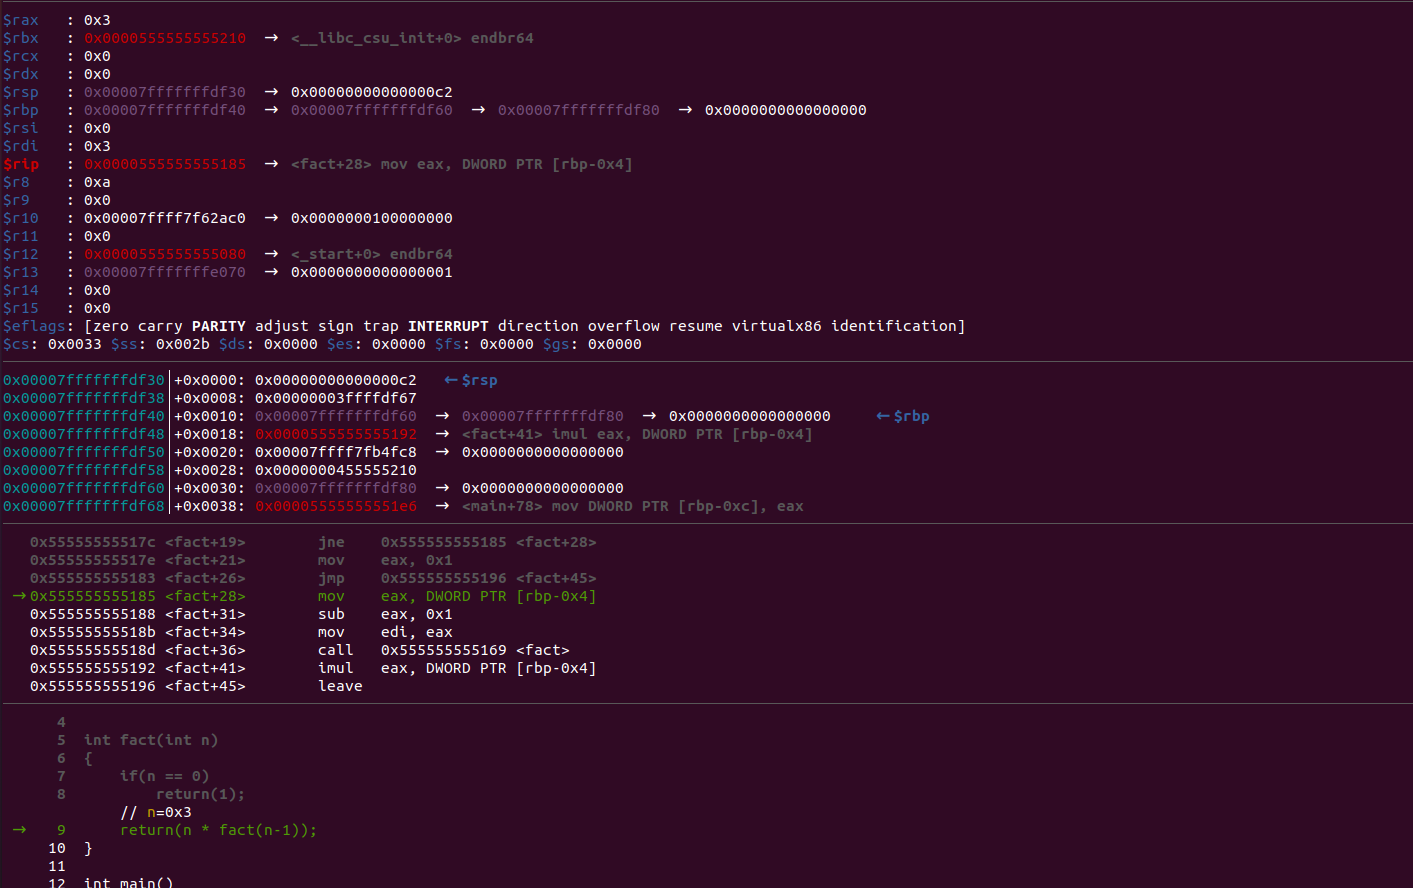 $rax   : 0x3
$rbx   : 0x0000555555555210  →  <__libc_csu_init+0> endbr64
$rcx   : 0x0
$rdx   : 0x0
$rsp   : 0x00007fffffffdf30  →  0x00000000000000c2
$rbp   : 0x00007fffffffdf40  →  0x00007fffffffdf60  →  0x00007fffffffdf80  →  0x0000000000000000
$rsi   : 0x0
$rdi   : 0x3
$rip   : 0x0000555555555185  →  <fact+28> mov eax, DWORD PTR [rbp-0x4]
$r8    : 0xa
$r9    : 0x0
$r10   : 0x00007ffff7f62ac0  →  0x0000000100000000
$r11   : 0x0
$r12   : 0x0000555555555080  →  <_start+0> endbr64
$r13   : 0x00007fffffffe070  →  0x0000000000000001
$r14   : 0x0
$r15   : 0x0
$eflags: [zero carry PARITY adjust sign trap INTERRUPT direction overflow resume virtualx86 identification]
$cs: 0x0033 $ss: 0x002b $ds: 0x0000 $es: 0x0000 $fs: 0x0000 $gs: 0x0000
0x00007fffffffdf30│+0x0000: 0x00000000000000c2   ←$rsp
0x00007fffffffdf38│+0x0008: 0x00000003ffffdf67
0x00007fffffffdf40│+0x0010: 0x00007fffffffdf60  →  0x00007fffffffdf80  →  0x0000000000000000   ←$rbp
0x00007fffffffdf48│+0x0018: 0x0000555555555192  →  <fact+41> imul eax, DWORD PTR [rbp-0x4]
0x00007fffffffdf50│+0x0020: 0x00007ffff7fb4fc8  →  0x0000000000000000
0x00007fffffffdf58│+0x0028: 0x0000000455555210
0x00007fffffffdf60│+0x0030: 0x00007fffffffdf80  →  0x0000000000000000
0x00007fffffffdf68│+0x0038: 0x00005555555551e6  →  <main+78> mov DWORD PTR [rbp-0xc], eax
0x55555555517c <fact+19>        jne    0x555555555185 <fact+28>
0x55555555517e <fact+21>        mov    eax, 0x1
0x555555555183 <fact+26>        jmp    0x555555555196 <fact+45>
→0x555555555185 <fact+28>        mov    eax, DWORD PTR [rbp-0x4]
0x555555555188 <fact+31>        sub    eax, 0x1
0x55555555518b <fact+34>        mov    edi, eax
0x55555555518d <fact+36>        call   0x555555555169 <fact>
0x555555555192 <fact+41>        imul   eax, DWORD PTR [rbp-0x4]
0x555555555196 <fact+45>        leave
4
5  int fact(int n)
6  {
7      if(n == 0)
8          return(1);
// n=0x3
→   9      return(n * fact(n-1));
10  }
11
12  int main()